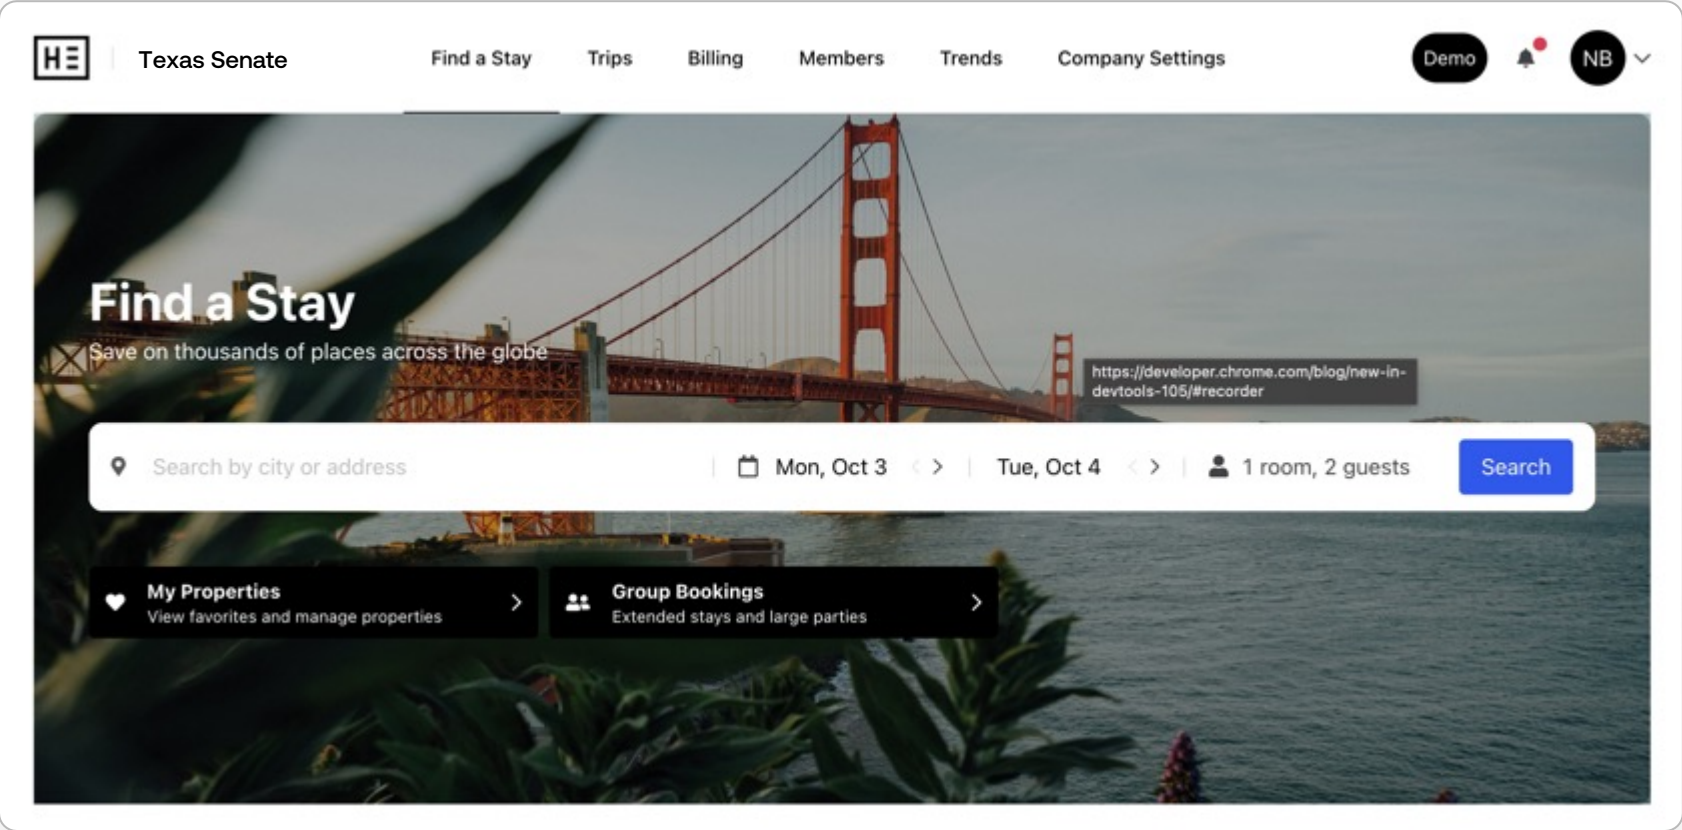 HE
Texas Senate
Find a Stay
Trips
Billing
Members
Trends
Company Settings
Demo
NB
Find a Stay
Save on thousands of places across the globe
https://developer.chrome.com/blog/new-in-
devtools-105/#recorder
Search by city or address
Mon, Oct 3
Tue, Oct 4
1 room, 2 guests
Search
My Properties
View favorites and manage properties
Group Bookings
Extended stays and large parties